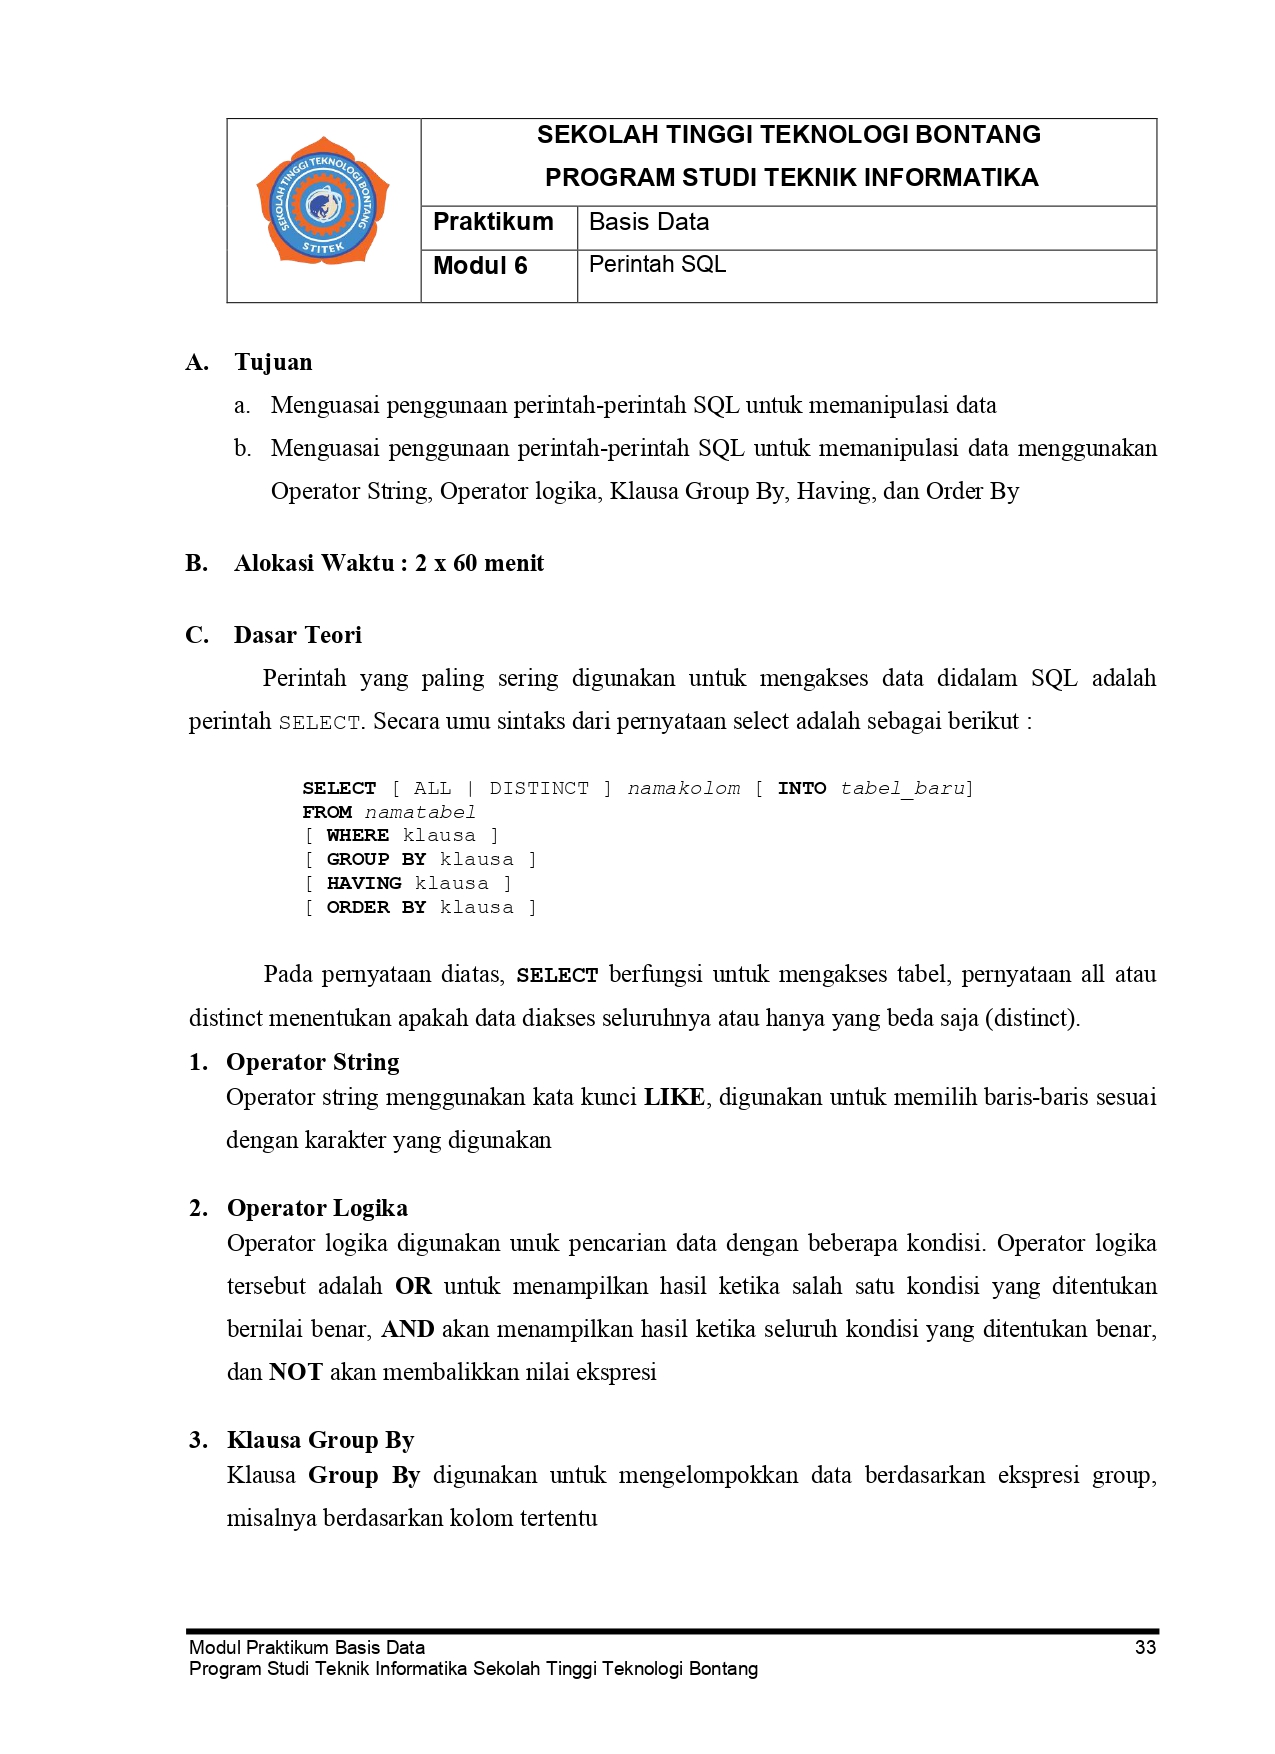 SEKOLAH TINGGI TEKNOLOGI BONTANG
STITEK
SEKOLAH TINGGI TEKNOLOGI BONTANG
PROGRAM STUDI TEKNIK INFORMATIKA
Praktikum Basis Data
Modul 6 Perintah SQL
A. Tujuan
a. Menguasai penggunaan perintah-perintah SQL untuk memanipulasi data
b. Menguasai penggunaan perintah-perintah SQL untuk memanipulasi data menggunakan
Operator String, Operator logika, Klausa Group By, Having, dan Order By
B. Alokasi Waktu : 2 x 60 menit
C. Dasar Teori
Perintah yang paling sering digunakan untuk mengakses data didalam SQL adalah
perintah SELECT. Secara umu sintaks dari pernyataan select adalah sebagai berikut :
SELECT [ ALL | DISTINCT ] namakolom [ INTO tabel_baru]
FROM namatabel
[ WHERE klausa ]
[ GROUP BY klausa ]
[ HAVING klausa ]
[ ORDER BY klausa ]
Pada pernyataan diatas, SELECT berfungsi untuk mengakses tabel, pernyataan all atau
distinct menentukan apakah data diakses seluruhnya atau hanya yang beda saja (distinct).
1. Operator String
Operator string menggunakan kata kunci LIKE, digunakan untuk memilih baris-baris sesuai
dengan karakter yang digunakan
2. Operator Logika
Operator logika digunakan unuk pencarian data dengan beberapa kondisi. Operator logika
tersebut adalah OR untuk menampilkan hasil ketika salah satu kondisi yang ditentukan
bernilai benar, AND akan menampilkan hasil ketika seluruh kondisi yang ditentukan benar,
dan NOT akan membalikkan nilai ekspresi
3. Klausa Group By
Klausa Group By digunakan untuk mengelompokkan data berdasarkan ekspresi group,
misalnya berdasarkan kolom tertentu
Modul Praktikum Basis Data 33
Program Studi Teknik Informatika Sekolah Tinggi Teknologi Bontang